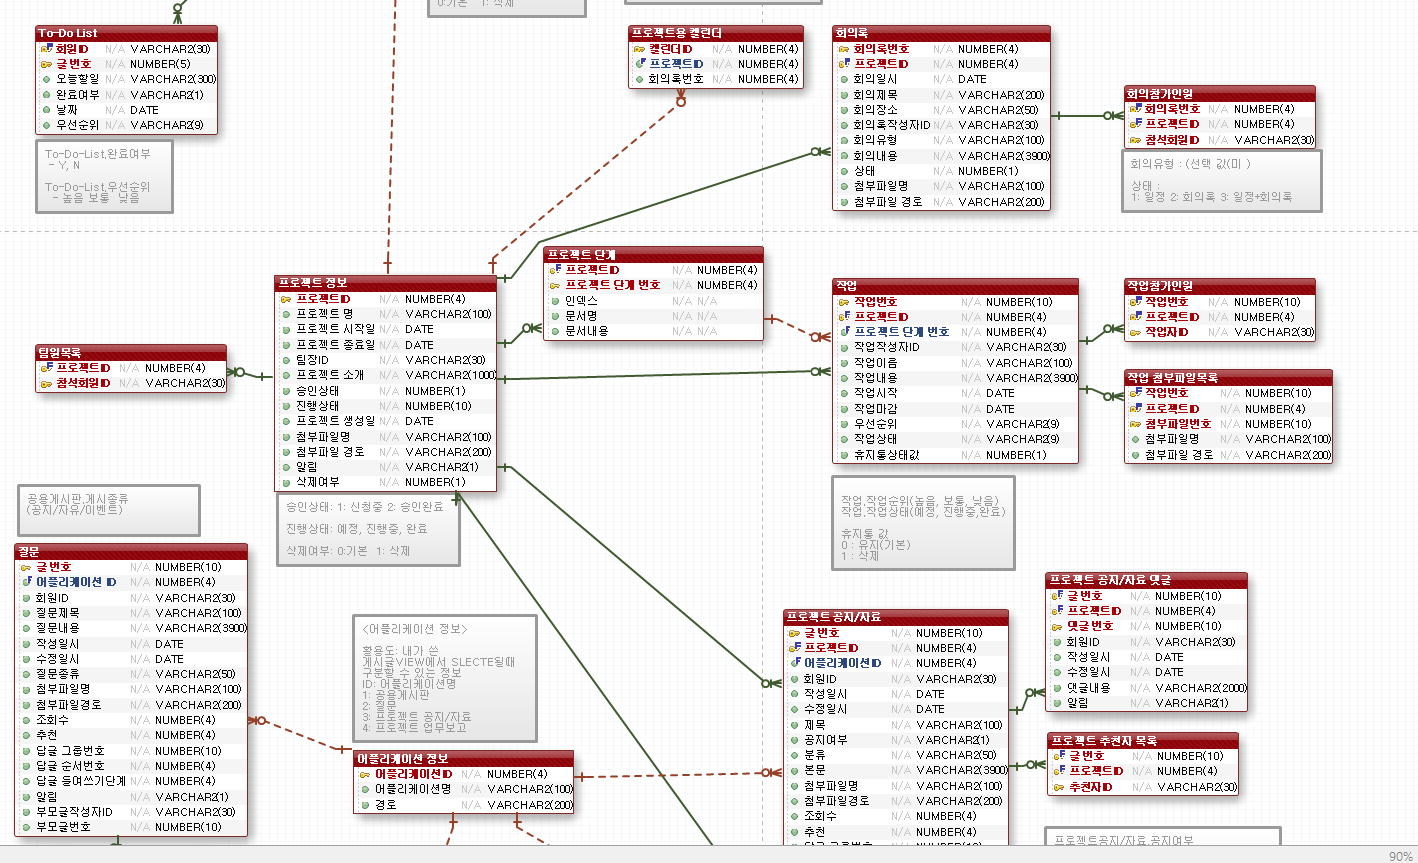 0:기본 1: 삭제
To-Do List
회원ID N/A VARCHAR2(30)
글번호 N/A NUMBER(5)
오늘할일 N/A VARCHAR2(300)
완료여부 N/A VARCHAR2(1)
날짜 N/A DATE
우선순위 N/A VARCHAR2(9)
To-Do-List.완료여부
- Y, N
To-Do-List.우선순위
- 높음 보통 낮음
프로젝트용 캘린더
캘린더ID N/A NUMBER(4)
프로젝트ID N/A NUMBER(4)
회의록번호 N/A NUMBER(4)
회의록
회의록번호 N/A NUMBER(4)
프로젝트ID N/A NUMBER(4)
회의일시 N/A DATE
회의제목 N/A VARCHAR2(200)
회의장소 N/A VARCHAR2(50)
회의록작성자ID N/A VARCHAR2(30)
회의유형 N/A VARCHAR2(100)
회의내용 N/A VARCHAR2(3900)
상태 N/A NUMBER(1)
첨부파일명 N/A VARCHAR2(100)
첨부파일 경로 N/A VARCHAR2(200)
회의참가인원
회의록번호 N/A NUMBER(4)
프로젝트ID N/A NUMBER(4)
참석회원ID N/A VARCHAR2(30)
회의유형 : (선택 값(미 )
상태 :
1: 일정 2: 회의록 3: 일정+회의록
프로젝트 정보
프로젝트ID N/A NUMBER(4)
프로젝트 명 N/A VARCHAR2(100)
프로젝트 시작일 N/A DATE
프로젝트 종료일 N/A DATE
팀장ID N/A VARCHAR2(30)
프로젝트 소개 N/A VARCHAR2(1000)
승인상태 N/A NUMBER(1)
진행상태 N/A NUMBER(10)
프로젝트 생성일 N/A DATE
첨부파일명 N/A VARCHAR2(100)
첨부파일 경로 N/A VARCHAR2(200)
알림 N/A VARCHAR2(1)
삭제여부 N/A NUMBER(1)
승인상태: 1: 신청중 2: 승인완료
진행상태: 예정, 진행중, 완료
삭제여부: 0:기본 1: 삭제
프로젝트 단계
프로젝트ID N/A NUMBER(4)
프로젝트 단계 번호 N/A NUMBER(4)
인덱스 N/A N/A
문서명 N/A N/A
문서내용 N/A N/A
작업
작업번호 N/A NUMBER(10)
프로젝트ID N/A NUMBER(4)
프로젝트 단계 번호 N/A NUMBER(4)
작업작성자ID N/A VARCHAR2(30)
작업이름 N/A VARCHAR2(100)
작업내용 N/A VARCHAR2(3900)
작업시작 N/A DATE
작업마감 N/A DATE
우선순위 N/A VARCHAR2(9)
작업상태 N/A VARCHAR2(9)
휴지통상태값 N/A NUMBER(1)
작업.작업순위(높음, 보통, 낮음)
작업.작업상태(예정, 진행중,완료)
휴지통 값
0 : 유지(기본)
1 : 삭제
작업참가인원
작업번호 N/A NUMBER(10)
프로젝트ID N/A NUMBER(4)
작업자ID N/A VARCHAR2(30)
작업 첨부파일목록
작업번호 N/A NUMBER(10)
프로젝트ID N/A NUMBER(4)
첨부파일번호 N/A NUMBER(10)
첨부파일명 N/A VARCHAR2(100)
첨부파일 경로 N/A VARCHAR2(200)
팀원목록
프로젝트ID N/A NUMBER(4)
참석회원ID N/A VARCHAR2(30)
공용게시판.게시종류
(공지/자유/이벤트)
질문
글번호 N/A NUMBER(10)
어플리케이션 ID N/A NUMBER(4)
회원ID N/A VARCHAR2(30)
질문제목 N/A VARCHAR2(100)
질문내용 N/A VARCHAR2(3900)
작성일시 N/A DATE
수정일시 N/A DATE
질문종류 N/A VARCHAR2(50)
첨부파일명 N/A VARCHAR2(100)
첨부파일경로 N/A VARCHAR2(200)
조회수 N/A NUMBER(4)
추천 N/A NUMBER(4)
답글 그룹번호 N/A NUMBER(10)
답글 순서번호 N/A NUMBER(4)
답글 들여쓰기단계 N/A NUMBER(4)
알림 N/A VARCHAR2(1)
부모글작성자ID N/A VARCHAR2(30)
부모글번호 N/A NUMBER(10)
<어플리케이션 정보>
활용도: 내가 쓴
게시글VIEW에서 SLECTE될때
구분할 수 있는 정보
ID: 어플리케이션명
1: 공용게시판
2: 질문
3: 프로젝트 공지/자료
4: 프로젝트 업무보고
어플리케이션 정보
어플리케이션ID N/A NUMBER(4)
어플리케이션명 N/A VARCHAR2(100)
경로 N/A VARCHAR2(200)
프로젝트 공지/자료
글번호 N/A NUMBER(10)
프로젝트ID N/A NUMBER(4)
어플리케이션ID N/A NUMBER(4)
회원ID N/A VARCHAR2(30)
작성일시 N/A DATE
수정일시 N/A DATE
제목 N/A VARCHAR2(100)
공지여부 N/A VARCHAR2(1)
분류 N/A VARCHAR2(50)
본문 N/A VARCHAR2(3900)
첨부파일명 N/A VARCHAR2(100)
첨부파일경로 N/A VARCHAR2(200)
조회수 N/A NUMBER(4)
추천 N/A NUMBER(4)
답글 그룹번호 N/A NUMBER(10)
프로젝트 공지/자료 댓글
글번호 N/A NUMBER(10)
프로젝트ID N/A NUMBER(4)
댓글번호 N/A NUMBER(10)
회원ID N/A VARCHAR2(30)
작성일시 N/A DATE
수정일시 N/A DATE
댓글내용 N/A VARCHAR2(2000)
알림 N/A VARCHAR2(1)
프로젝트 추천자 목록
글번호 N/A NUMBER(10)
프로젝트ID N/A NUMBER(4)
추천자ID N/A VARCHAR2(30)
프로젝트공지/자료.공지여부
90%